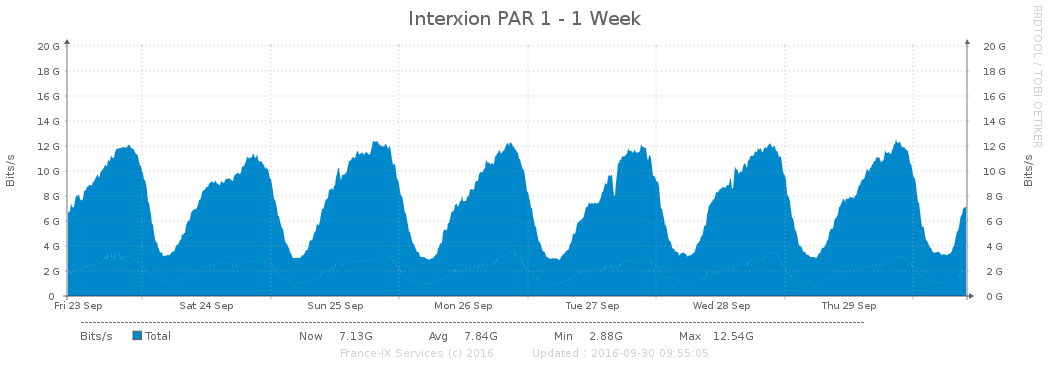 Interxion PAR 1 - 1 Week
RRDTOOL / TOBI OETIKER
Bits/s
20 G 20 G
18 G 18 G
16 G 16 G
14 G 14 G
12 G 12 G
10 G 10 G
8 G 8 G
6 G 6 G
4 G 4 G
2 G 2 G
0 0 G
Bits/s
Fri 23 Sep Sat 24 Sep Sun 25 Sep Mon 26 Sep Tue 27 Sep Wed 28 Sep Thu 29 Sep
Bits/s Total Now 7.13G Avg 7.84G Min 2.88G Max 12.54G
France-IX Services (c) 2016 Updated : 2016-09-30 09:55:05